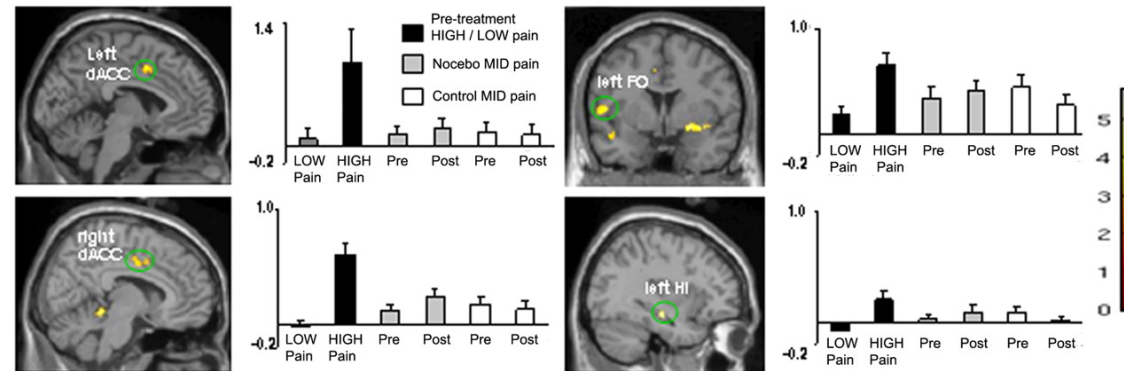 Left
dACC
1.4
-0.2
LOW
Pain
HIGH
Pain
Pre
Post
Pre
Post
Pre-treatment
HIGH / LOW pain
Nocebo MID pain
Control MID pain
left FO
1.0
-0.2
LOW
Pain
HIGH
Pain
Pre
Post
Pre
Post
right
dACC
1.0
-0.2
LOW
Pain
HIGH
Pain
Pre
Post
Pre
Post
left HI
1.0
-0.2
LOW
Pain
HIGH
Pain
Pre
Post
Pre
Post
5
4
3
2
1
0